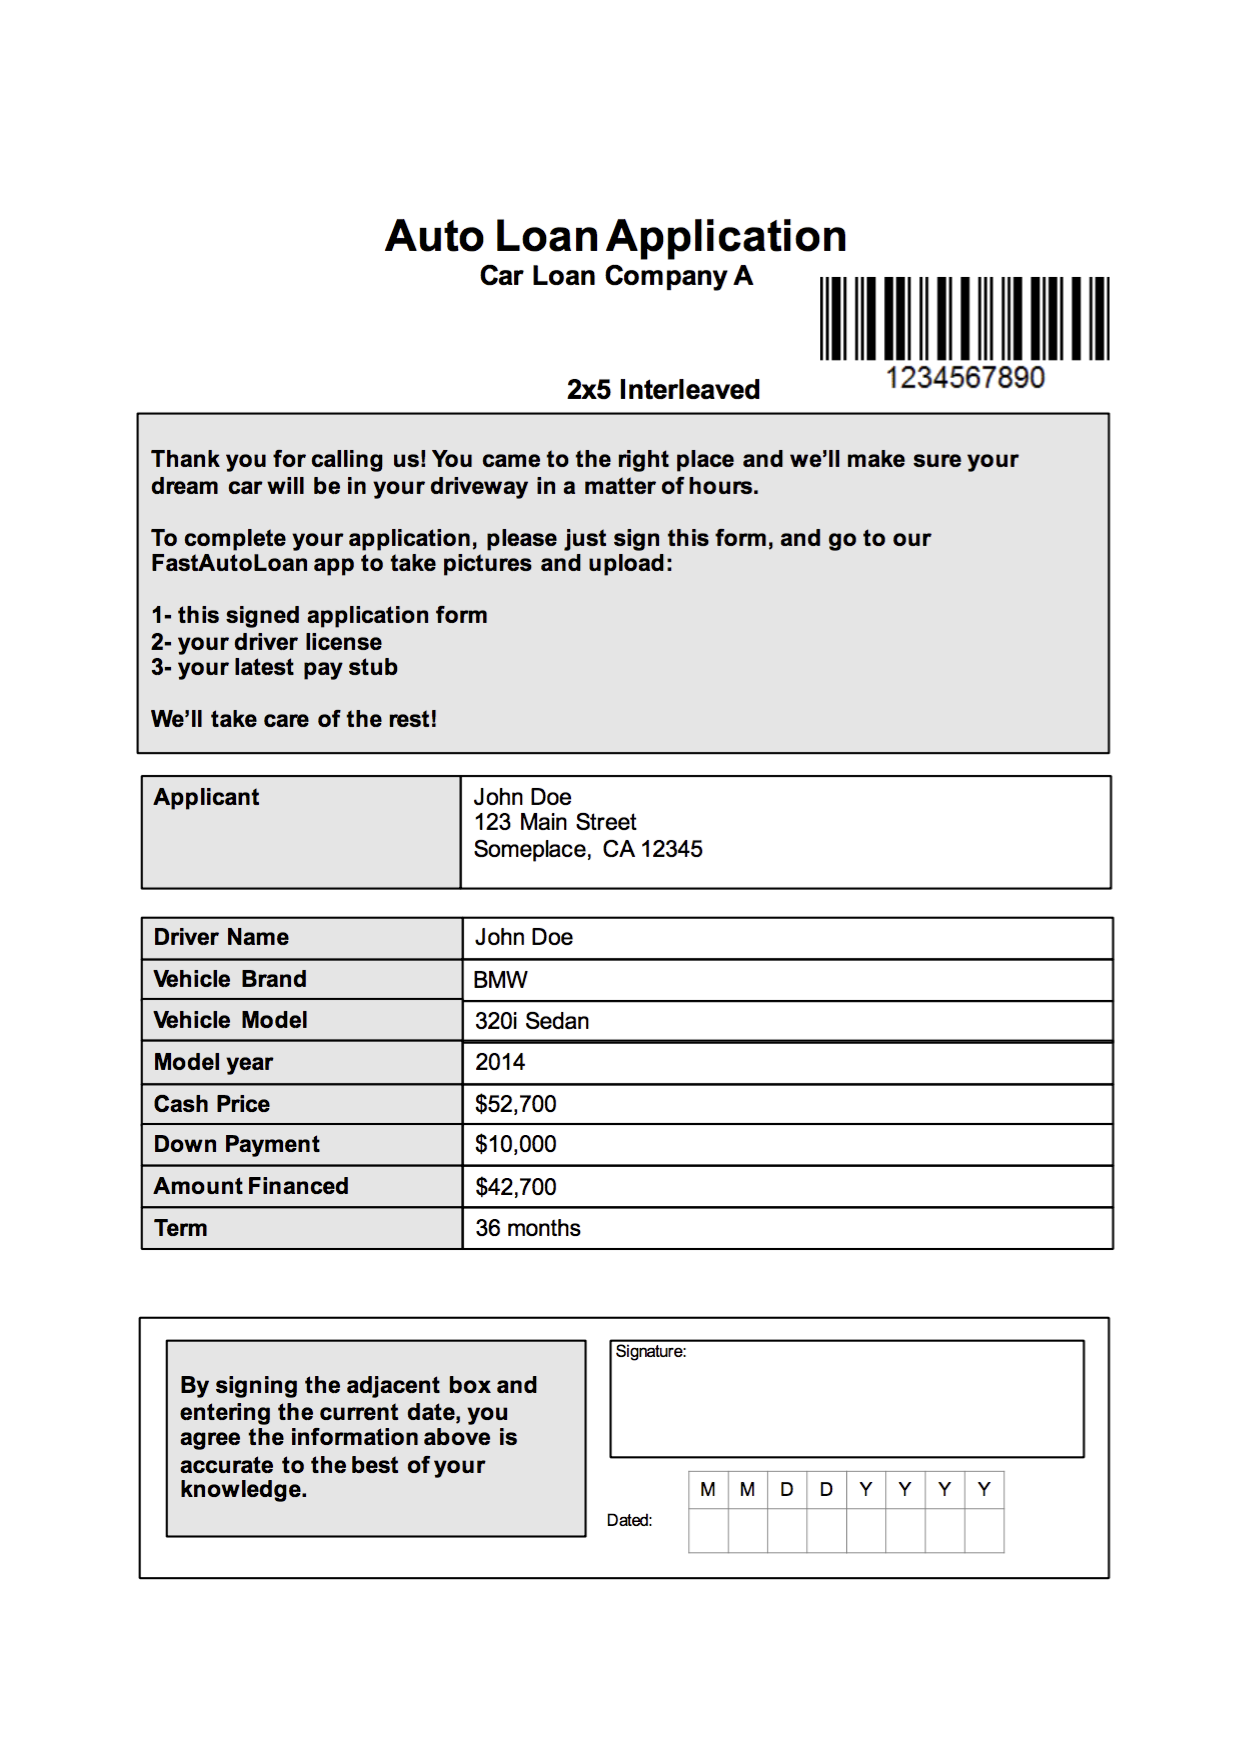 Auto Loan Application
Car Loan Company A
1234567890
2x5 Interleaved
Thank you for calling us! You came to the right place and we’ll make sure your
dream car will be in your driveway in a matter of hours.
To complete your application, please just sign this form, and go to our
FastAutoLoan app to take pictures and upload:
1- this signed application form
2- your driver license
3- your latest pay stub
We’ll take care of the rest!
Applicant
John Doe
123 Main Street
Someplace, CA 12345
Driver Name John Doe
Vehicle Brand BMW
Vehicle Model 320i Sedan
Model year 2014
Cash Price $52,700
Down Payment $10,000
Amount Financed $42,700
Term 36 months
By signing the adjacent box and
entering the current date, you
agree the information above is
accurate to the best of your
knowledge.
Signature:
M M D D Y Y Y Y
Dated: